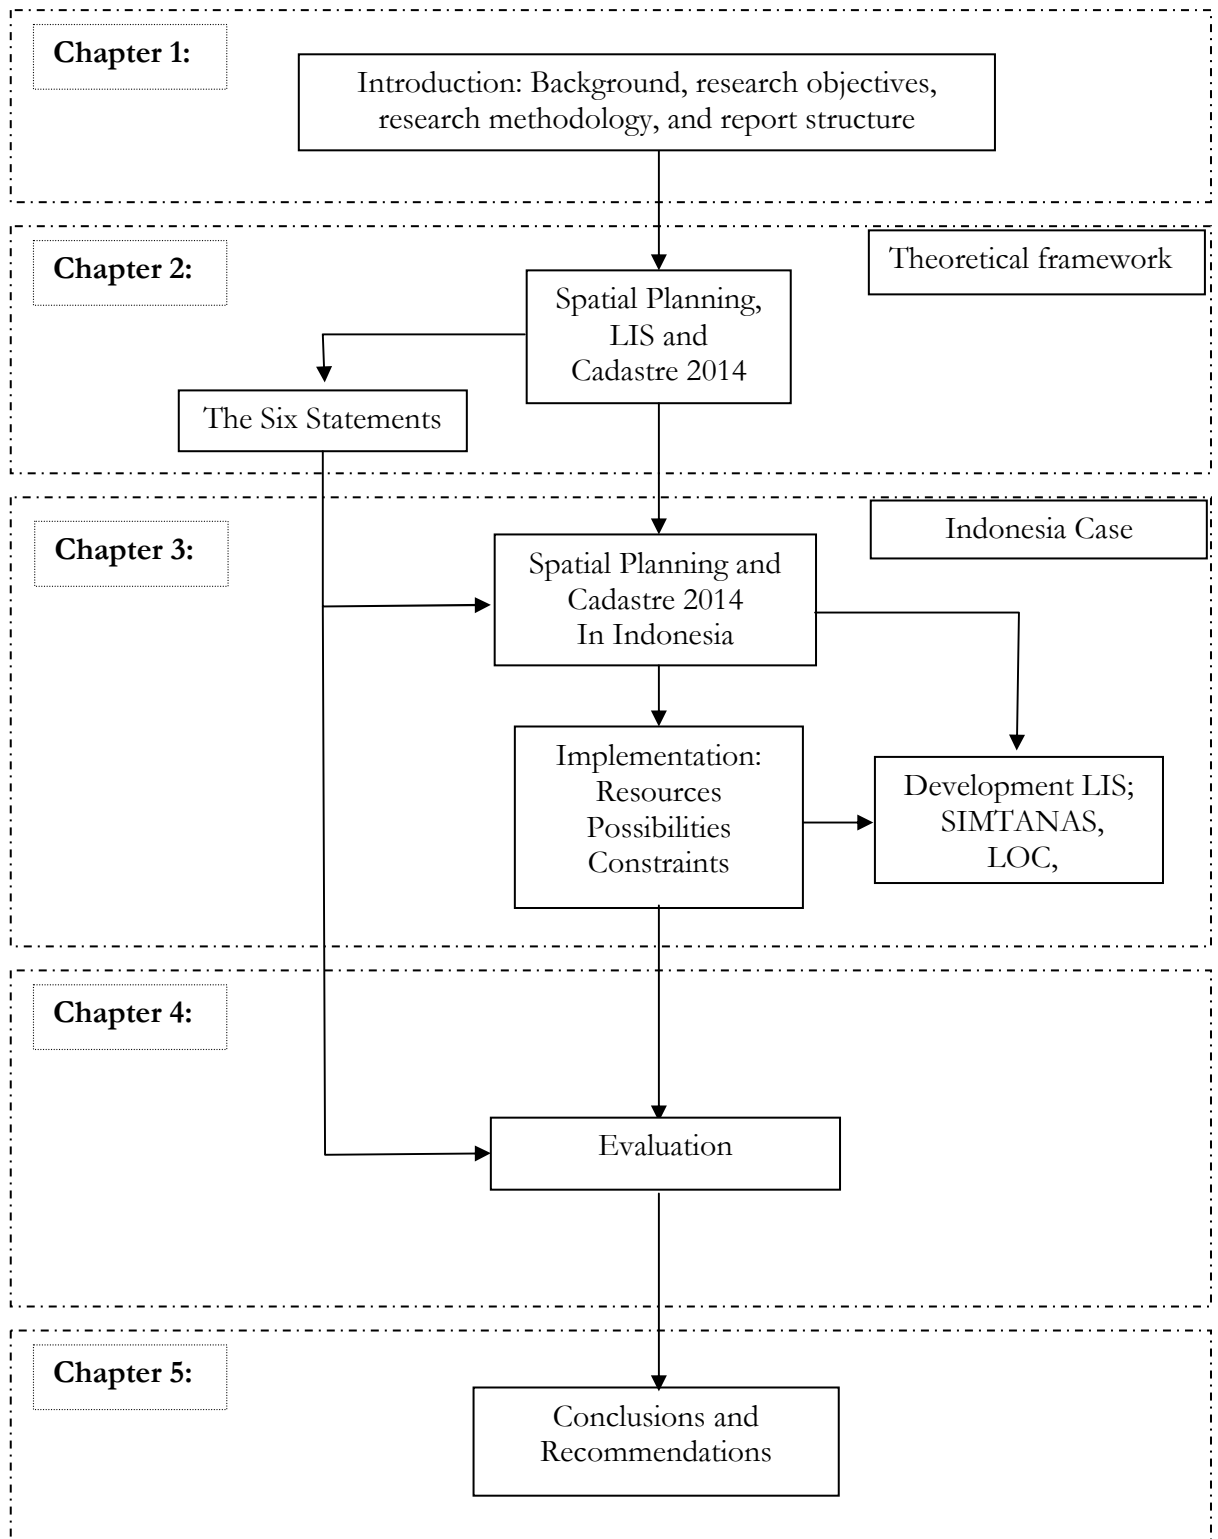 Chapter 1:
Introduction: Background, research objectives,
research methodology, and report structure
Chapter 2:
Theoretical framework
Spatial Planning,
LIS and
Cadastre 2014
The Six Statements
Chapter 3:
Indonesia Case
Spatial Planning and
Cadastre 2014
In Indonesia
Implementation:
Resources
Possibilities
Constraints
Development LIS;
SIMTANAS,
LOC,
Chapter 4:
Evaluation
Chapter 5:
Conclusions and
Recommendations